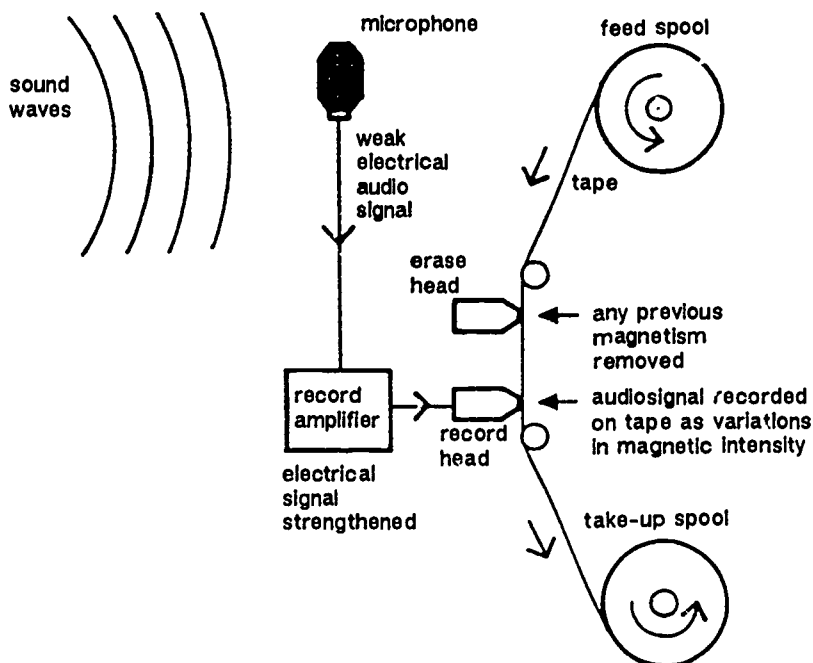 microphone
feed spool
sound
waves
weak
electrical
audio
signal
tape
erase
head
any previous
magnetism
removed
record
amplifier
record
head
audiosignal recorded
on tape as variations
in magnetic intensity
electrical
signal
strengthened
take-up spool